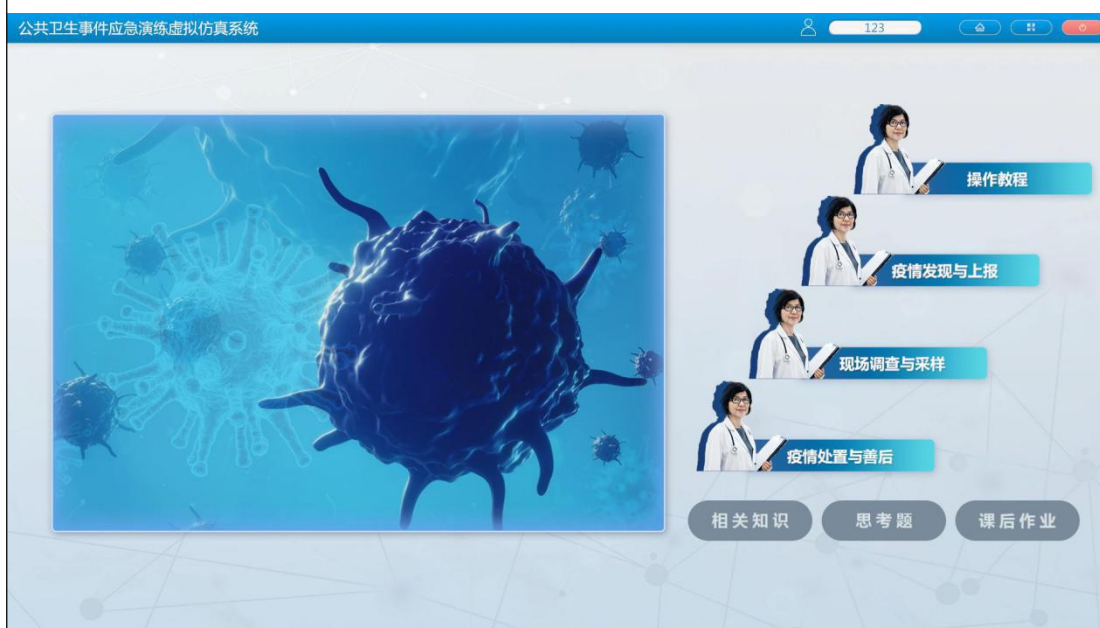 公共卫生事件应急演练虚拟仿真系统
123
操作教程
疫情发现与上报
现场调查与采样
疫情处置与善后
相关知识
思考题
课后作业